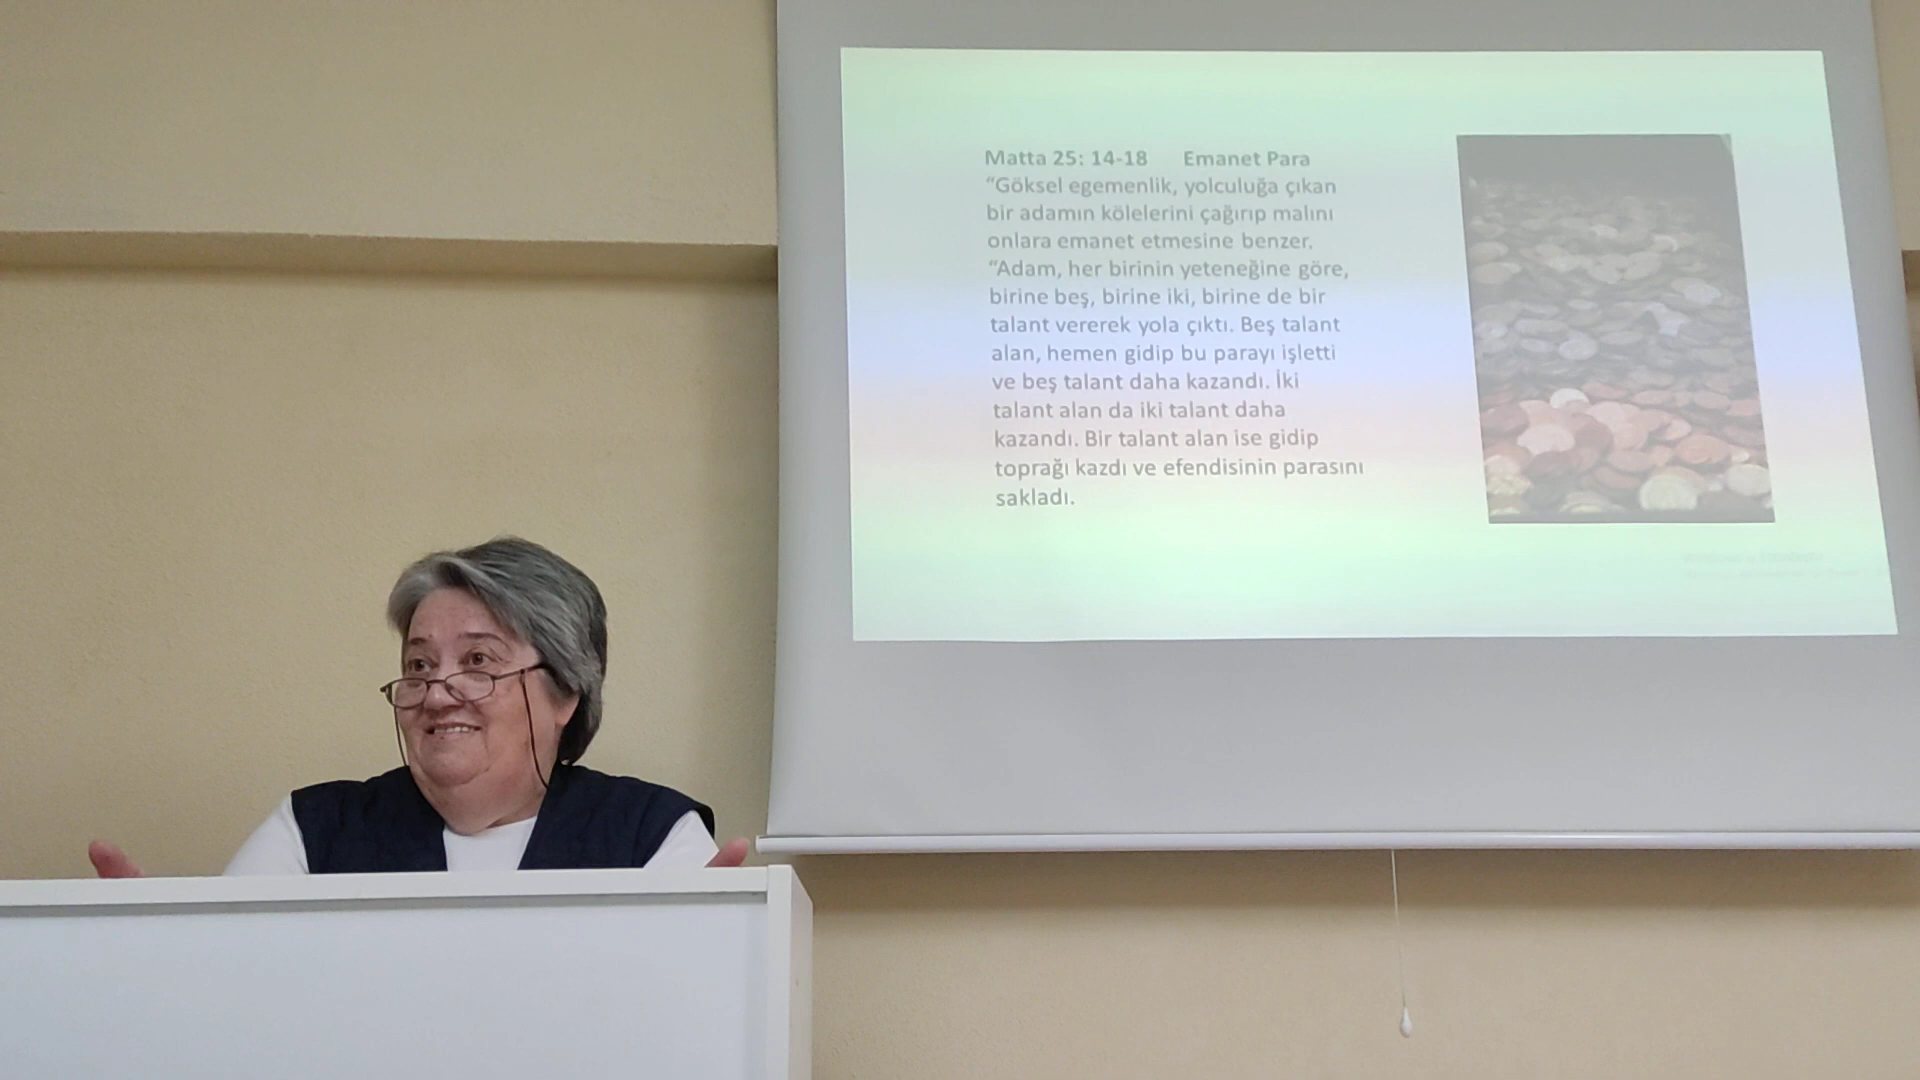 Matta 25: 14-18 Emanet Para
“Göksel egemenlik, yolculuğa çıkan
bir adamın kölelerini çağırıp malını
onlara emanet etmesine benzer.
“Adam, her birinin yeteneğine göre,
birine beş, birine iki, birine de bir
talant vererek yola çıktı. Beş talant
alan, hemen gidip bu parayı işletti
ve beş talant daha kazandı. İki
talant alan da iki talant daha
kazandı. Bir talant alan ise gidip
toprağı kazdı ve efendisinin parasını
sakladı.